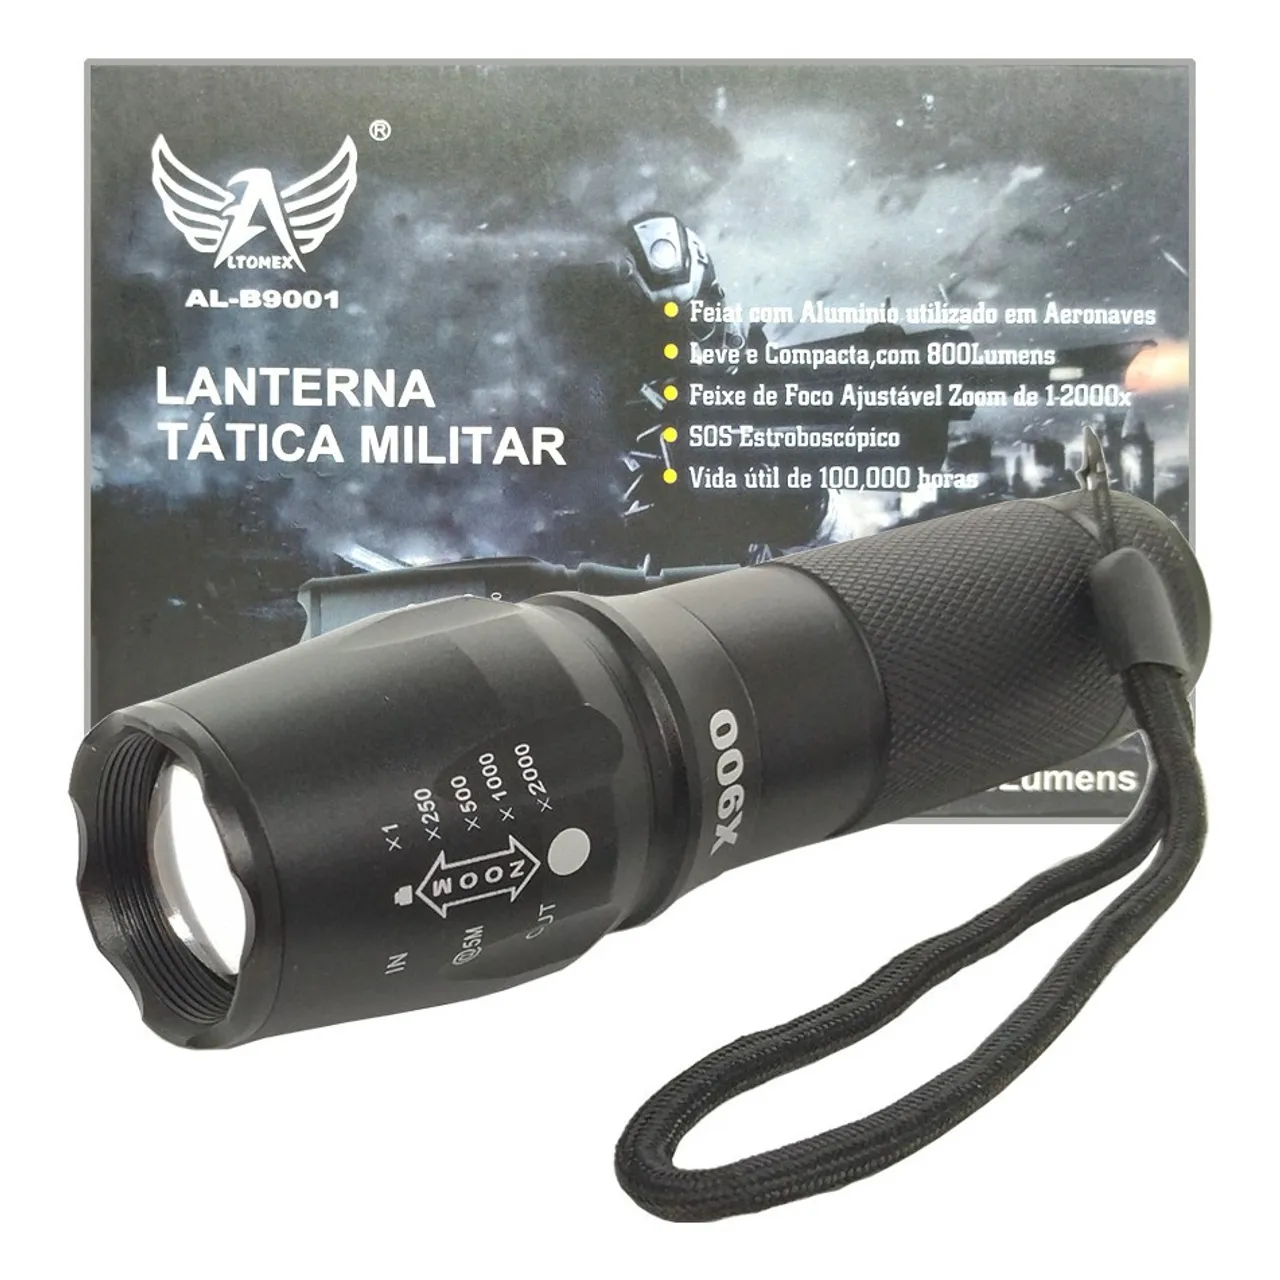 ®
ALTOMEX
AL-B9001
LANTERNA
TÁTICA MILITAR
Feiat com Aluminio utilizado em Aeronaves
Leve e Compacta,com 800Lumens
Feixe de Foco Ajustável Zoom de 1-2000x
SOS Estroboscópico
Vida útil de 100,000 horas
Lumens
X900
×1
×250
×500
×1000
×2000
ZOOM
IN
@5M
OUT